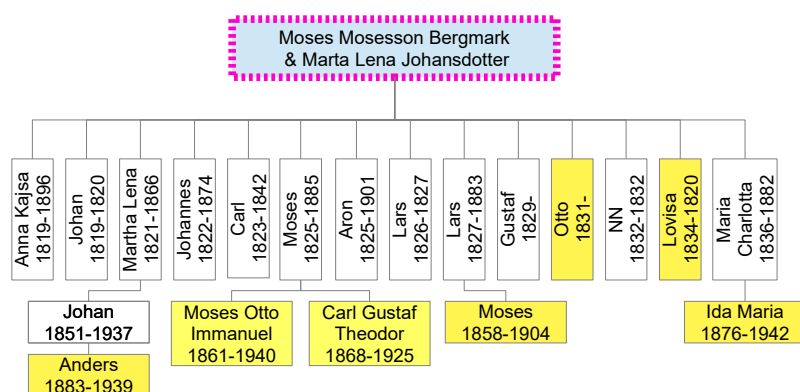 Moses Mosesson Bergmark
& Marta Lena Johansdotter
Anna Kajsa
1819-1896
Johan
1819-1820
Martha Lena
1821-1866
Johannes
1822-1874
Carl
1823-1842
Moses
1825-1885
Aron
1825-1901
Lars
1826-1827
Lars
1827-1883
Gustaf
1829-
Otto
1831-
NN
1832-1832
Lovisa
1834-1820
Maria
Charlotta
1836-1882
Johan
1851-1937
Moses Otto
Immanuel
1861-1940
Carl Gustaf
Theodor
1868-1925
Moses
1858-1904
Ida Maria
1876-1942
Anders
1883-1939